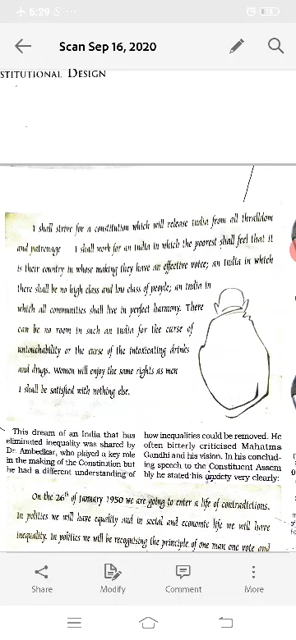 5:29
Scan Sep 16, 2020
STITUTIONAL DESIGN
I shall strive for a constitution which will release India from all thralldom
and patronage I shall work for an India in which the poorest shall feel that it
is their country in whose making they have an effective voice; an India in which
there shall be no high class and low class of people; an India in
which all communities shall live in perfect harmony. There
can be no room in such an India for the curse of
untouchability or the curse of the intoxicating drinks
and drugs. Women will enjoy the same rights as men
I shall be satisfied with nothing else.
This dream of an India that has
eliminated inequality was shared by
Dr. Ambedkar, who played a key role
in the making of the Constitution but
he had a different understanding of
how inequalities could be removed. He
often bitterly criticised Mahatma
Gandhi and his vision. In his conclud-
ing speech to the Constituent Assem
bly he stated his anxiety very clearly:
On the 26th of January 1950 we are going to enter a life of contradictions.
In politics we will have equality and in social and economic life we will have
inequality. In politics we will be recognising the principle of one man one vote and
Share
Modify
Comment
More